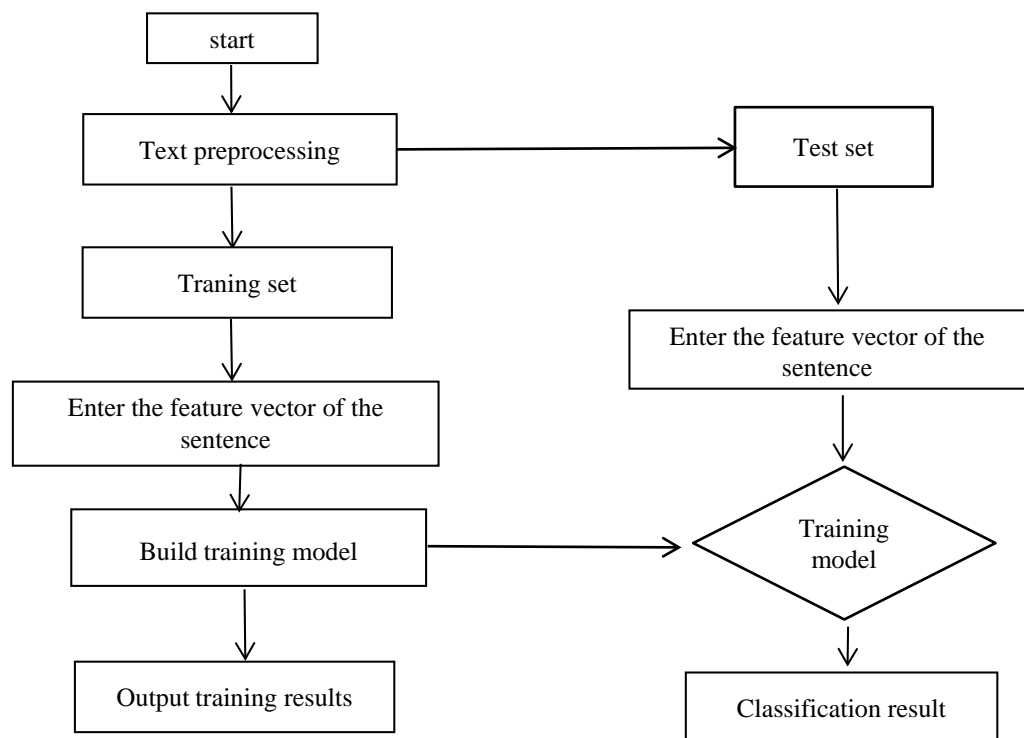 start
Text preprocessing
Test set
Traning set
Enter the feature vector of the
sentence
Enter the feature vector of the
sentence
Build training model
Training
model
Output training results
Classification result